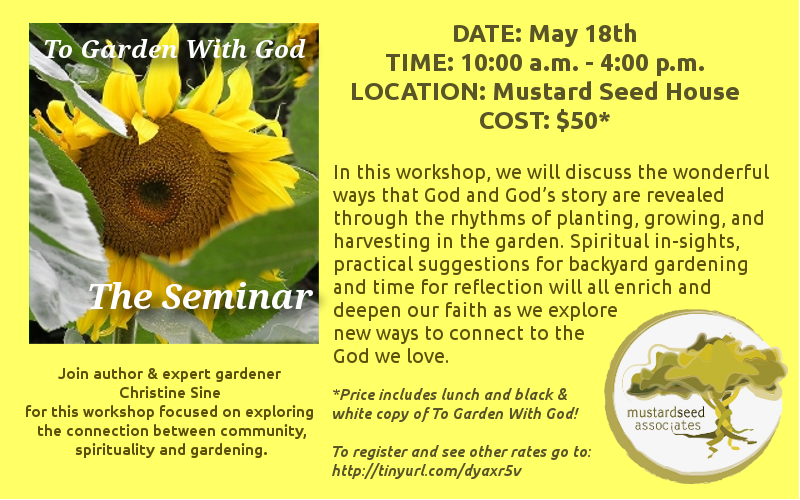 To Garden With God
The Seminar
Join author & expert gardener
Christine Sine
for this workshop focused on exploring
the connection between community,
spirituality and gardening.
DATE: May 18th
TIME: 10:00 a.m. - 4:00 p.m.
LOCATION: Mustard Seed House
COST: $50*
In this workshop, we will discuss the wonderful
ways that God and God’s story are revealed
through the rhythms of planting, growing, and
harvesting in the garden. Spiritual in-sights,
practical suggestions for backyard gardening
and time for reflection will all enrich and
deepen our faith as we explore
new ways to connect to the
God we love.
*Price includes lunch and black &
white copy of To Garden With God!
To register and see other rates go to:
http://tinyurl.com/dyaxr5v
mustardseed
associates